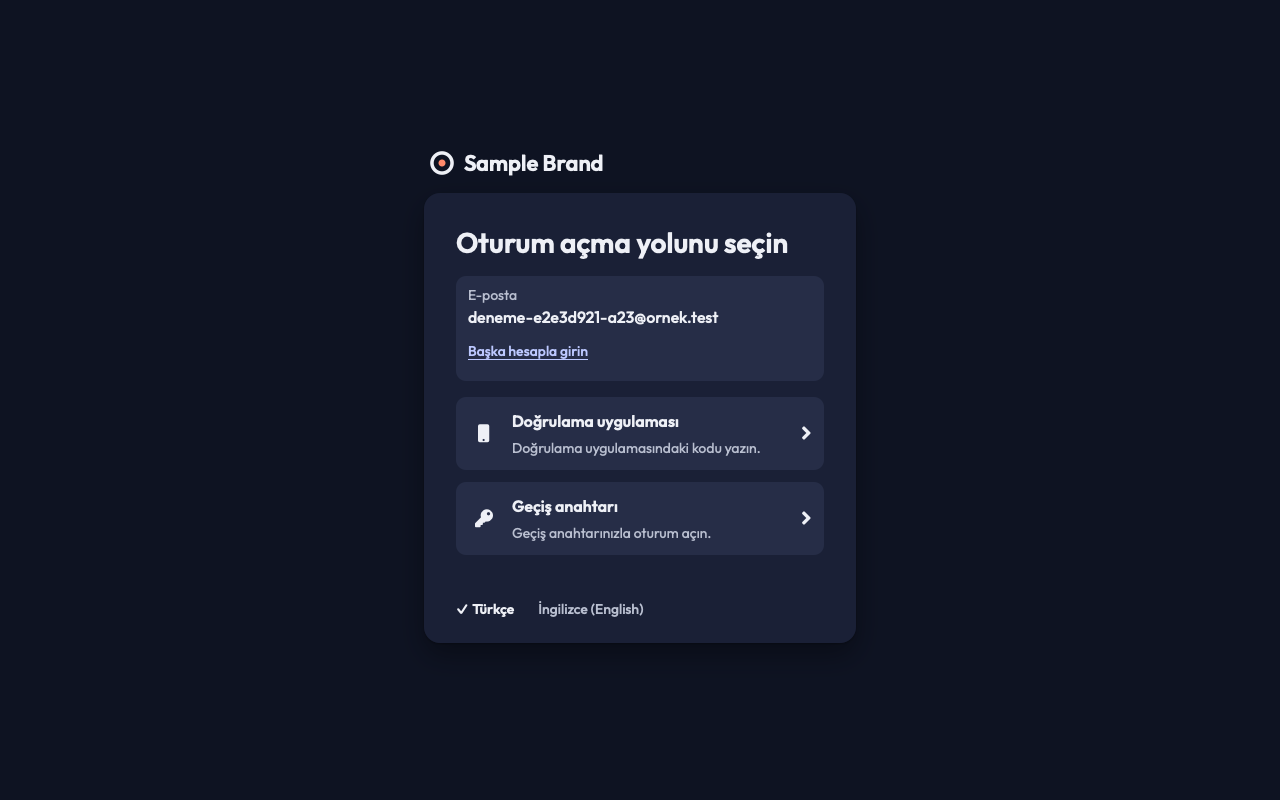 Sample Brand
Oturum açma yolunu seçin
E-posta
deneme-e2e3d921-a23@ornek.test
Başka hesapla girin
Doğrulama uygulaması
Doğrulama uygulamasındaki kodu yazın.
Geçiş anahtarı
Geçiş anahtarınızla oturum açın.
Türkçe İngilizce (English)